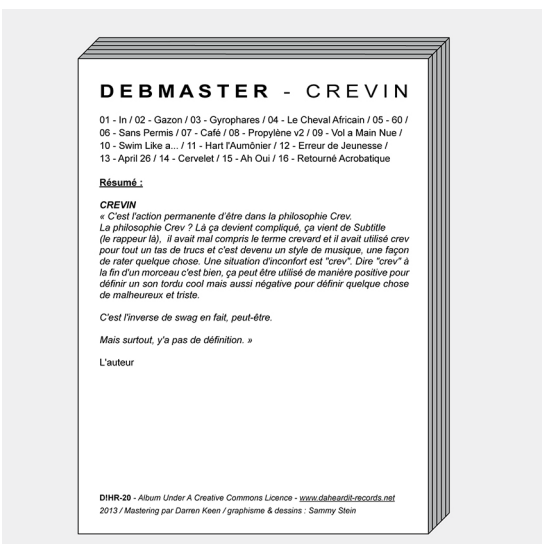 DEBMASTER - CREVIN
01 - In / 02 - Gazon / 03 - Gyrophares / 04 - Le Cheval Africain / 05 - 60 /
06 - Sans Permis / 07 - Café / 08 - Propylène v2 / 09 - Vol a Main Nue /
10 - Swim Like a... / 11 - Hart l'Aumônier / 12 - Erreur de Jeunesse /
13 - April 26 / 14 - Cervelet / 15 - Ah Oui / 16 - Retourné Acrobatique
Résumé :
CREVIN
« C'est l'action permanente d'être dans la philosophie Crev.
La philosophie Crev ? Là ça devient compliqué, ça vient de Subtitle
(le rappeur là), il avait mal compris le terme crevard et il avait utilisé crev
pour tout un tas de trucs et c'est devenu un style de musique, une façon
de rater quelque chose. Une situation d'inconfort est "crev". Dire "crev" à
la fin d'un morceau c'est bien, ça peut être utilisé de manière positive pour
définir un son tordu cool mais aussi négative pour définir quelque chose
de malheureux et triste.
C'est l'inverse de swag en fait, peut-être.
Mais surtout, y'a pas de définition. »
L'auteur
D!HR-20 - Album Under A Creative Commons Licence - www.daheardit-records.net
2013 / Mastering par Darren Keen / graphisme & dessins : Sammy Stein